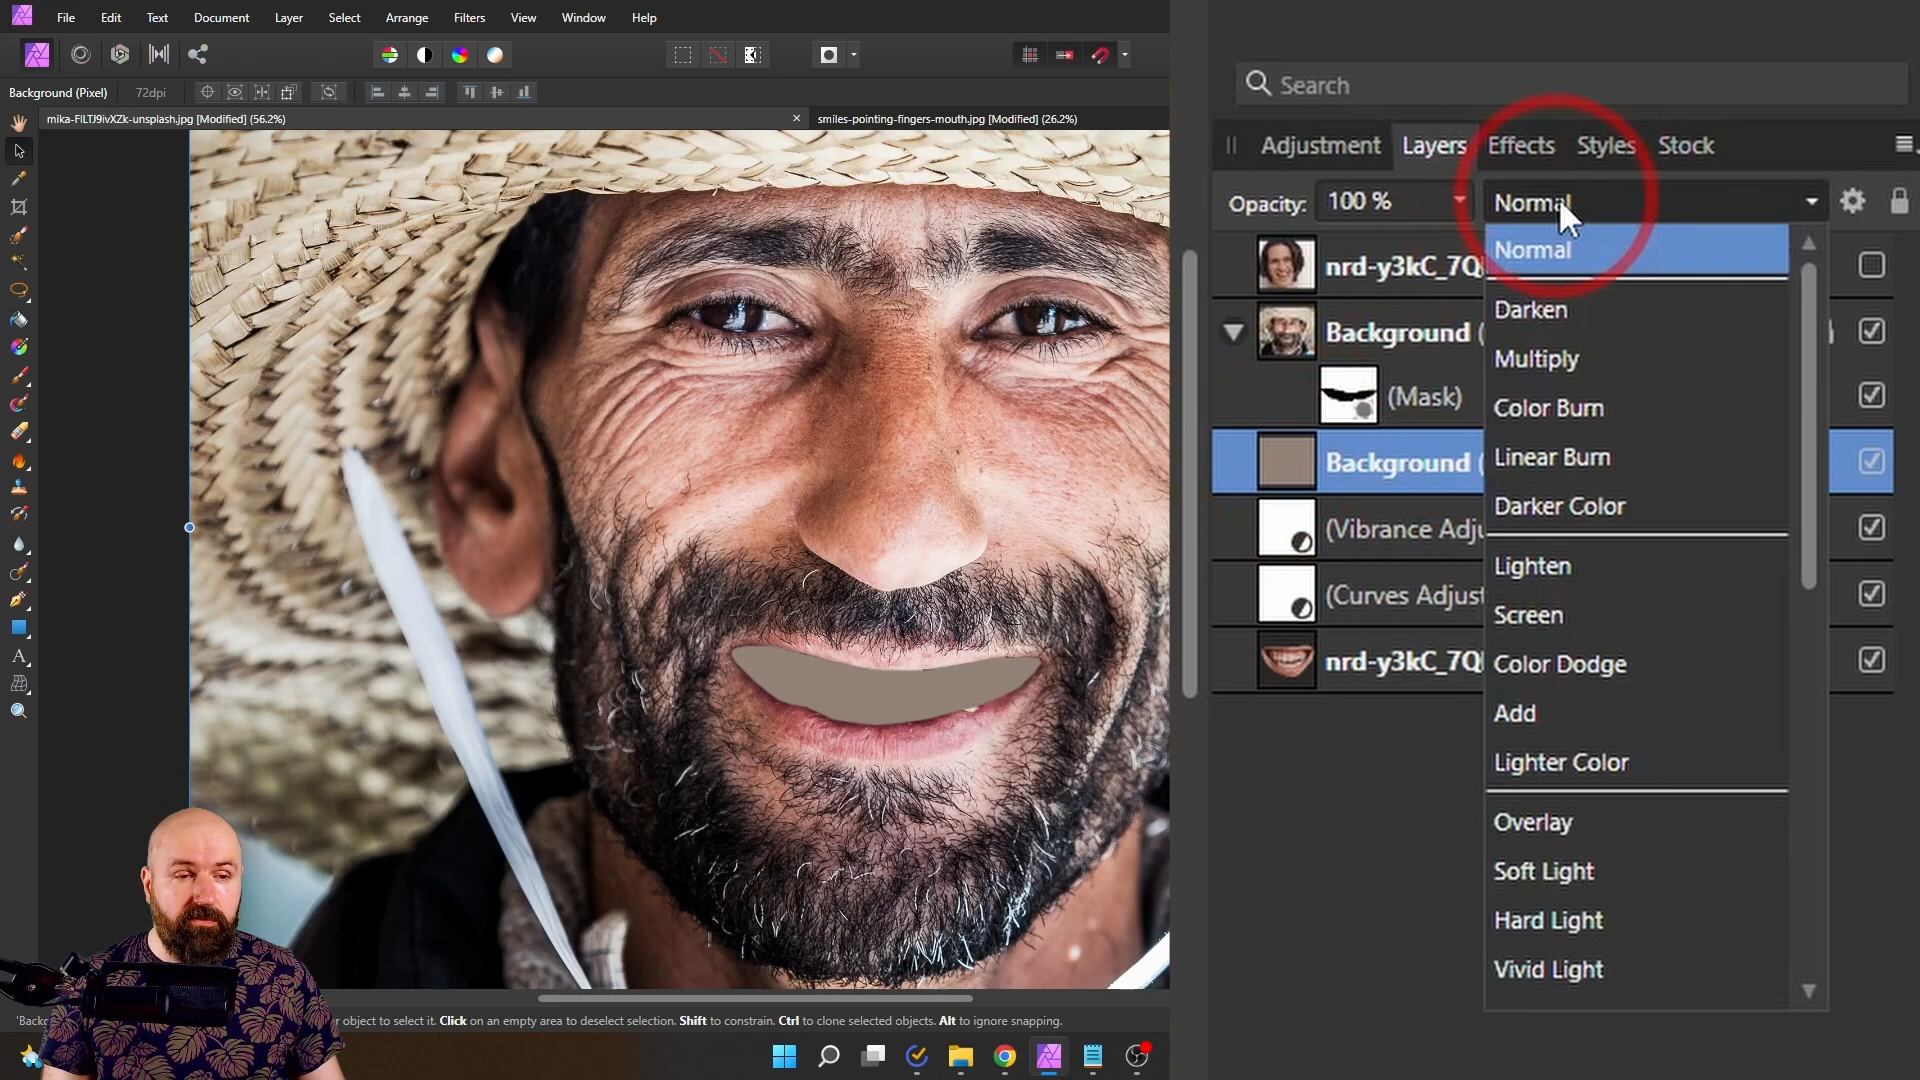 File Edit Text Document Layer Select Arrange Filters View Window Help
Background (Pixel) 72dpi
mika-FlLTJ9ivXZk-unsplash.jpg [Modified] (56.2%)
smiles-pointing-fingers-mouth.jpg [Modified] (26.2%)
Search
Adjustment Layers Effects Styles Stock
Opacity: 100 % Normal
Normal
nrd-y3kC_7Q
Darken
Background (
Multiply
(Mask)
Color Burn
Linear Burn
Background (
Darker Color
(Vibrance Adju
Lighten
(Curves Adjust
Screen
nrd-y3kC_7Q
Color Dodge
Add
Lighter Color
Overlay
Soft Light
Hard Light
Vivid Light
'Backg r object to select it. Click on an empty area to deselect selection. Shift to constrain. Ctrl to clone selected objects. Alt to ignore snapping.